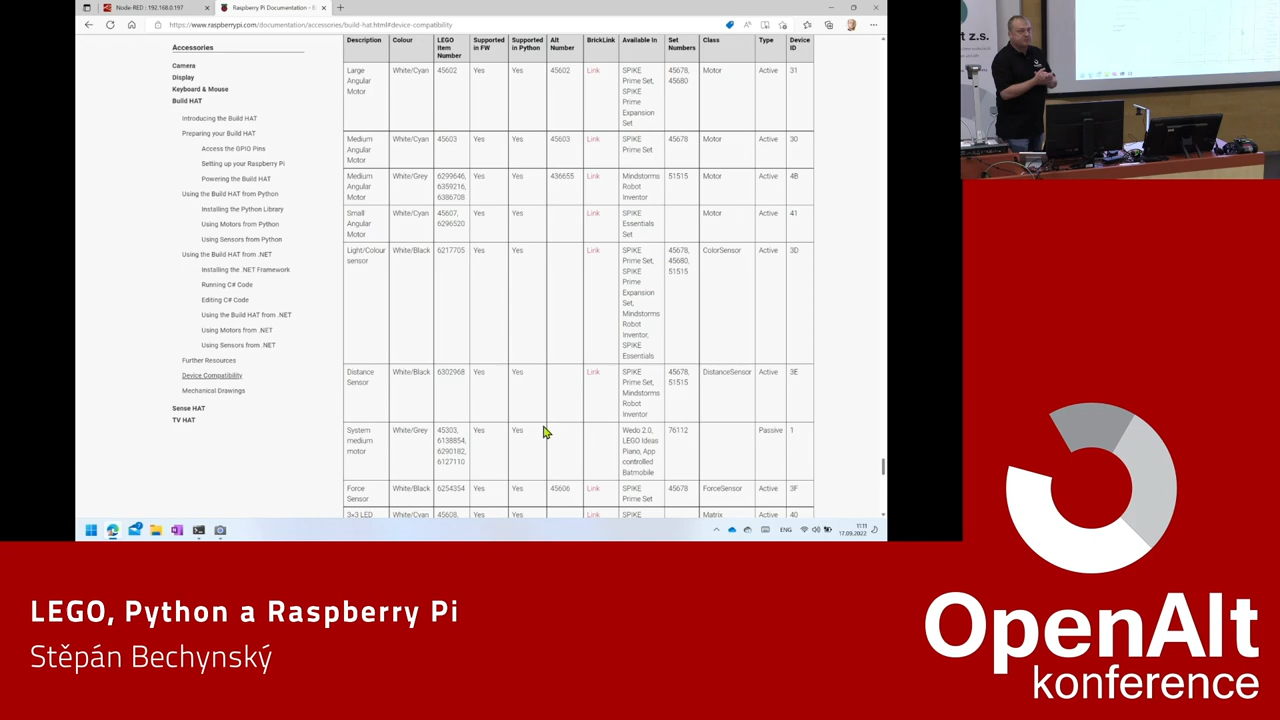 Node-RED : 192.168.0.197
Raspberry Pi Documentation - B
https://www.raspberrypi.com/documentation/accessories/build-hat.html#device-compatibility
Accessories
Camera
Display
Keyboard & Mouse
Build HAT
Introducing the Build HAT
Preparing your Build HAT
Access the GPIO Pins
Setting up your Raspberry Pi
Powering the Build HAT
Using the Build HAT from Python
Installing the Python Library
Using Motors from Python
Using Sensors from Python
Using the Build HAT from .NET
Installing the .NET Framework
Running C# Code
Editing C# Code
Using the Build HAT from .NET
Using Motors from .NET
Using Sensors from .NET
Further Resources
Device Compatibility
Mechanical Drawings
Sense HAT
TV HAT
Description Colour LEGO Item Number Supported in FW Supported in Python Alt Number BrickLink Available In Set Numbers Class Type Device ID
Large Angular Motor White/Cyan 45602 Yes Yes 45602 Link SPIKE Prime Set, SPIKE Prime Expansion Set 45678, 45680 Motor Active 31
Medium Angular Motor White/Cyan 45603 Yes Yes 45603 Link SPIKE Prime Set 45678 Motor Active 30
Medium Angular Motor White/Grey 6299646, 6359216, 6386708 Yes Yes 436655 Link Mindstorms Robot Inventor 51515 Motor Active 4B
Small Angular Motor White/Cyan 45607, 6296520 Yes Yes Link SPIKE Essentials Set Motor Active 41
Light/Colour sensor White/Black 6217705 Yes Yes Link SPIKE Prime Set, SPIKE Prime Expansion Set, Mindstorms Robot Inventor, SPIKE Essentials 45678, 45680, 51515 ColorSensor Active 3D
Distance Sensor White/Black 6302968 Yes Yes Link SPIKE Prime Set, Mindstorms Robot Inventor 45678, 51515 DistanceSensor Active 3E
System medium motor White/Grey 45303, 6138854, 6290182, 6127110 Yes Yes Wedo 2.0, LEGO Ideas Piano, App controlled Batmobile 76112 Passive 1
Force Sensor White/Black 6254354 Yes Yes 45606 Link SPIKE Prime Set 45678 ForceSensor Active 3F
3×3 LED White/Cyan 45608, Yes Yes Link SPIKE Matrix Active 40
ENG
11:11
17.09.2022
t z.s.
LEGO, Python a Raspberry Pi
Stěpán Bechynský
OpenAlt
konference